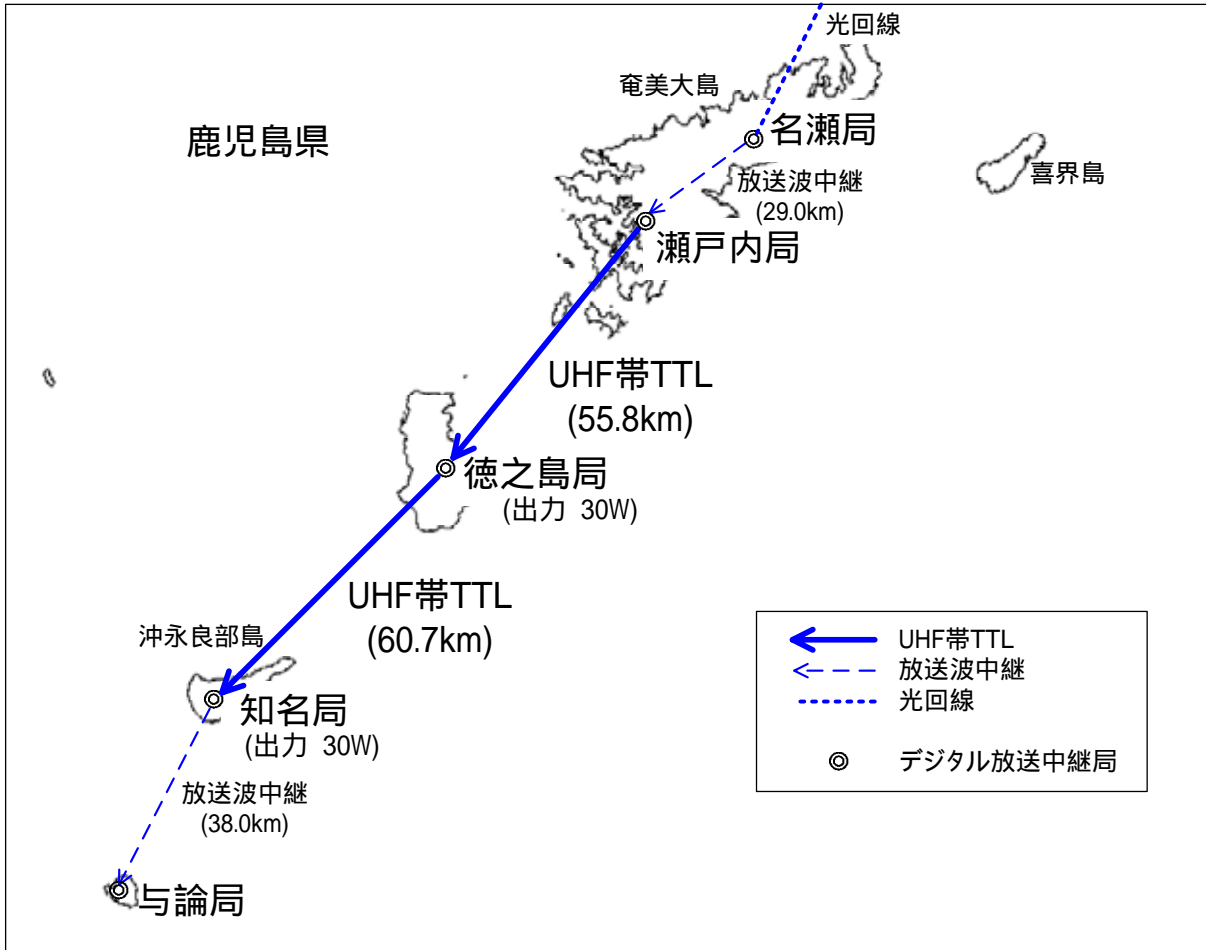 光回線
奄美大島
鹿児島県
名瀬局
喜界島
放送波中継
(29.0km)
瀬戸内局
UHF帯TTL
(55.8km)
徳之島局
(出力 30W)
UHF帯TTL
(60.7km)
沖永良部島
知名局
(出力 30W)
放送波中継
(38.0km)
与論局
UHF帯TTL
放送波中継
光回線
デジタル放送中継局